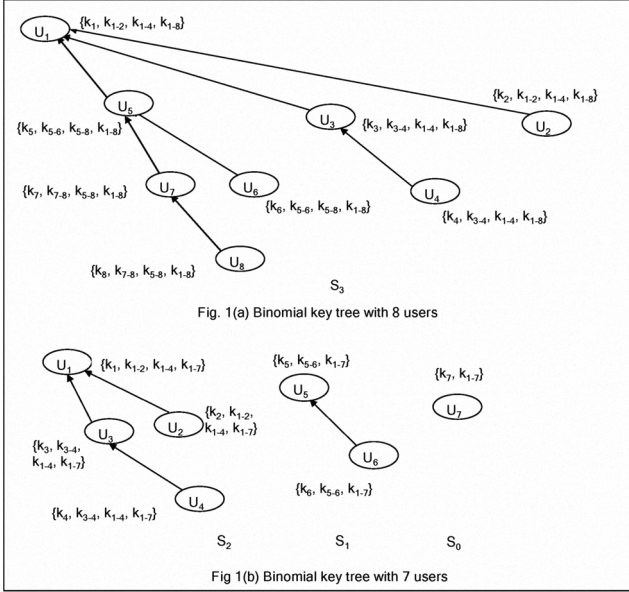 U1 {k1, k1-2, k1-4, k1-8}
{k2, k1-2, k1-4, k1-8}
U5
U3 {k3, k3-4, k1-4, k1-8}
U2
{k5, k5-6, k5-8, k1-8}
{k7, k7-8, k5-8, k1-8}
U7
U6
U4
{k6, k5-6, k5-8, k1-8}
{k4, k3-4, k1-4, k1-8}
{k8, k7-8, k5-8, k1-8}
U8
S3
Fig. 1(a) Binomial key tree with 8 users
U1 {k1, k1-2, k1-4, k1-7}
{k5, k5-6, k1-7}
{k7, k1-7}
U5
U7
{k2, k1-2,
k1-4, k1-7}
U3
U2
{k3, k3-4,
k1-4, k1-7}
U6
{k6, k5-6, k1-7}
U4
{k4, k3-4, k1-4, k1-7}
S2
S1
S0
Fig 1(b) Binomial key tree with 7 users